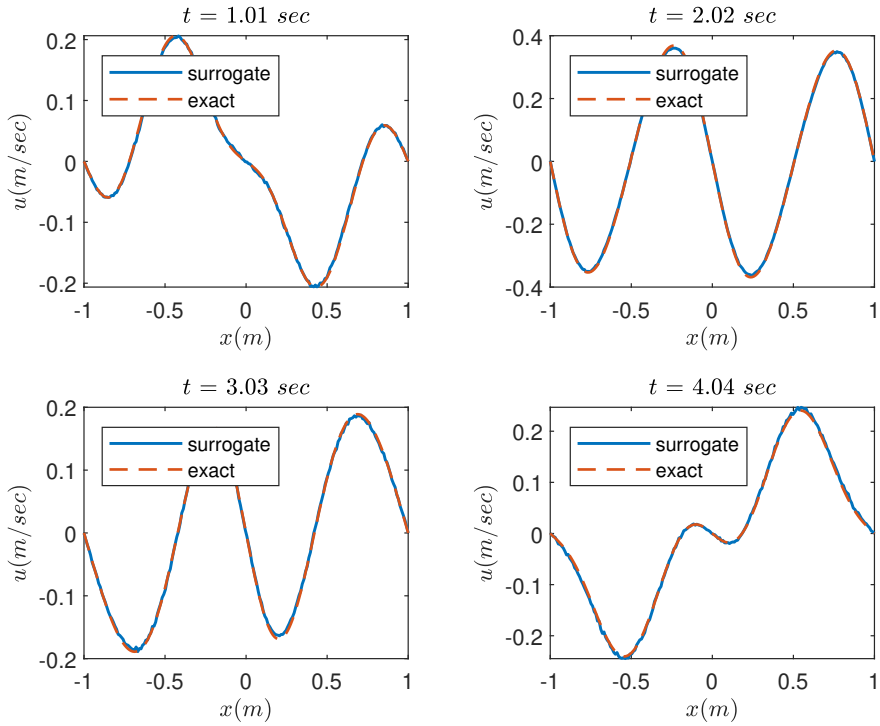 t = 1.01 sec
0.2
0.1
0
-0.1
-0.2
u(m/sec)
surrogate
exact
-1
-0.5
0
0.5
1
x(m)
t = 2.02 sec
0.4
0.2
0
-0.2
-0.4
u(m/sec)
surrogate
exact
-1
-0.5
0
0.5
1
x(m)
t = 3.03 sec
0.2
0.1
0
-0.1
-0.2
u(m/sec)
surrogate
exact
-1
-0.5
0
0.5
1
x(m)
t = 4.04 sec
0.2
0.1
0
-0.1
-0.2
u(m/sec)
surrogate
exact
-1
-0.5
0
0.5
1
x(m)